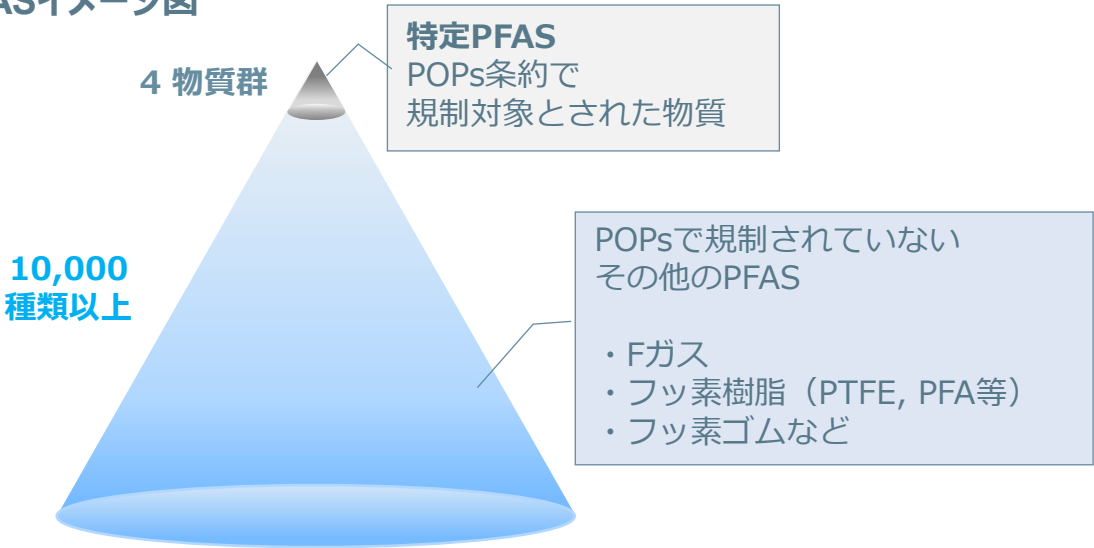 ASイメージ図
4 物質群
特定PFAS
POPs条約で
規制対象とされた物質
10,000
種類以上
POPsで規制されていない
その他のPFAS
・Fガス
・フッ素樹脂（PTFE, PFA等）
・フッ素ゴムなど